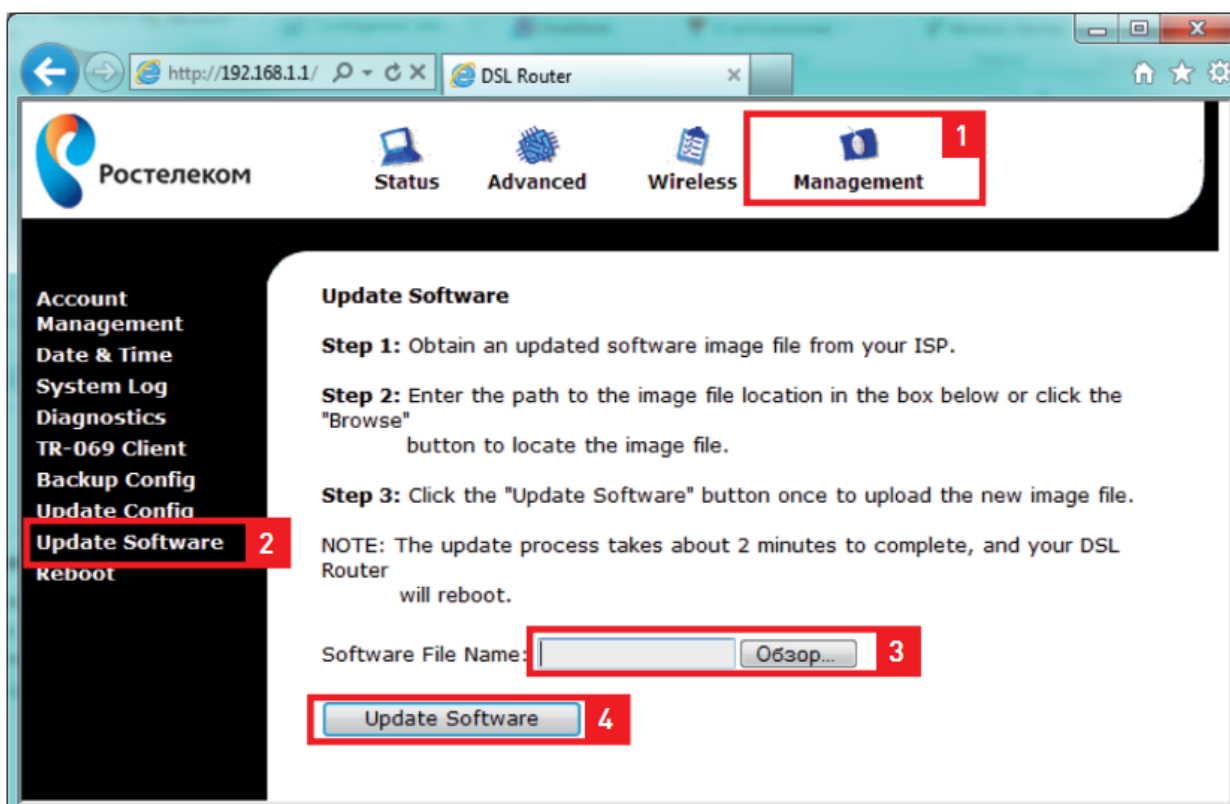 http://192.168.1.1/
DSL Router
Ростелеком
Status
Advanced
Wireless
Management
1
Account
Management
Date & Time
System Log
Diagnostics
TR-069 Client
Backup Config
Update Config
Update Software
2
Reboot
Update Software
Step 1: Obtain an updated software image file from your ISP.
Step 2: Enter the path to the image file location in the box below or click the
"Browse"
button to locate the image file.
Step 3: Click the "Update Software" button once to upload the new image file.
NOTE: The update process takes about 2 minutes to complete, and your DSL
Router
will reboot.
Software File Name:
Обзор...
3
Update Software
4